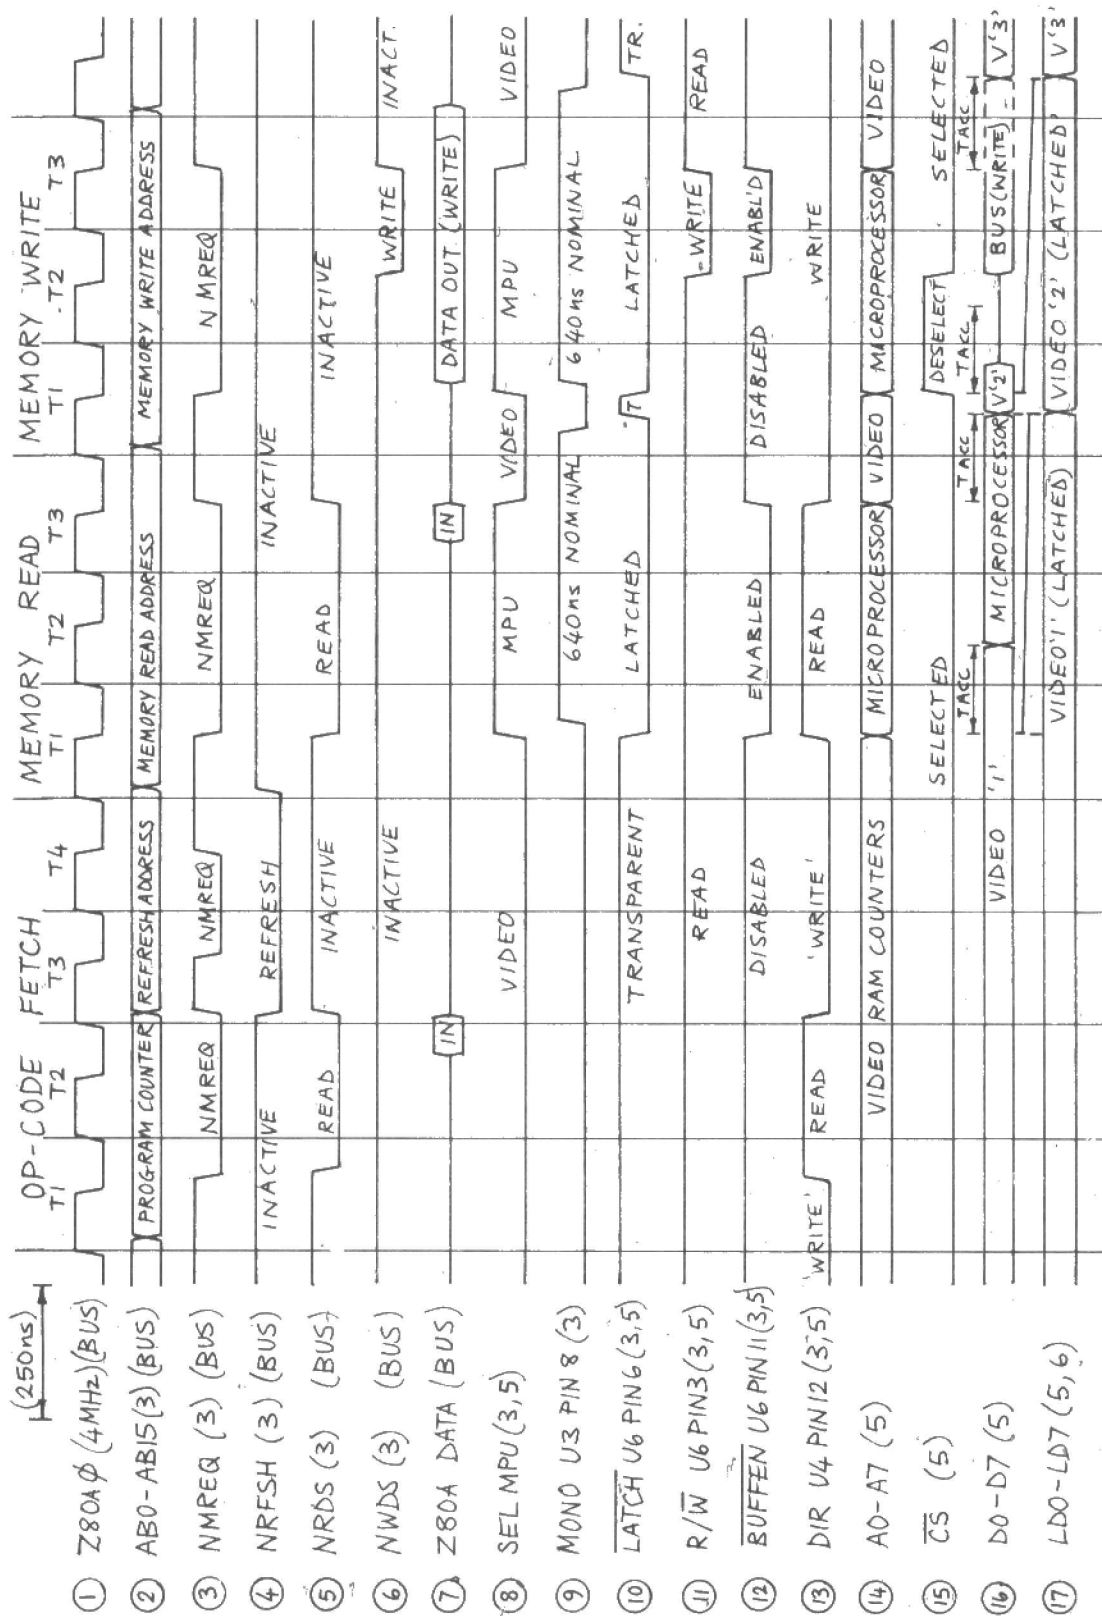 OP-CODE FETCH MEMORY READ MEMORY WRITE
(250ns) T1 T2 T3 T4 T1 T2 T3 T1 T2 T3
① Z80A Φ (4MHz)(BUS)
② AB0-AB15(3)(BUS) PROGRAM COUNTER REFRESH ADDRESS MEMORY READ ADDRESS MEMORY WRITE ADDRESS
③ NMREQ (3) (BUS) NMREQ NMREQ NMREQ NMREQ
④ NRFSH (3) (BUS) INACTIVE REFRESH INACTIVE
⑤ NRDS (3) (BUS) READ INACTIVE READ INACTIVE
⑥ NWDS (3) (BUS) INACTIVE WRITE INACT.
⑦ Z80A DATA (BUS) IN IN DATA OUT (WRITE)
⑧ SEL MPU (3,5) VIDEO MPU VIDEO MPU VIDEO
⑨ MONO U3 PIN 8 (3) 640ns NOMINAL 640ns NOMINAL
⑩ LATCH U6 PIN6 (3,5) TRANSPARENT LATCHED T LATCHED TR.
⑪ R/W U6 PIN3 (3,5) READ WRITE READ
⑫ BUFFEN U6 PIN11 (3,5) DISABLED ENABLED DISABLED ENABL'D
⑬ DIR U4 PIN12 (3,5) 'WRITE' READ 'WRITE' READ WRITE
⑭ A0-A7 (5) VIDEO RAM COUNTERS MICROPROCESSOR VIDEO MICROPROCESSOR VIDEO
⑮ CS (5) SELECTED DESELECT SELECTED
TACC TACC TACC TACC
⑯ D0-D7 (5) VIDEO '1' MICROPROCESSOR V'2' BUS(WRITE) V'3'
⑰ LD0-LD7 (5,6) VIDEO'1' (LATCHED) VIDEO '2' (LATCHED) V'3'